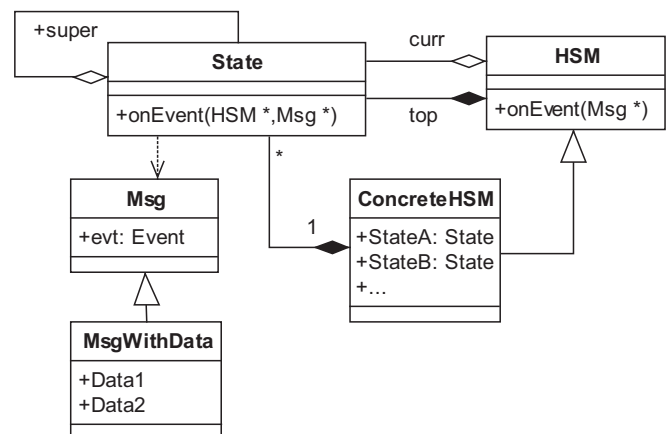 +super
curr
State
HSM
+onEvent(HSM *,Msg *)
top
+onEvent(Msg *)
*
Msg
+evt: Event
1
ConcreteHSM
+StateA: State
+StateB: State
+...
MsgWithData
+Data1
+Data2